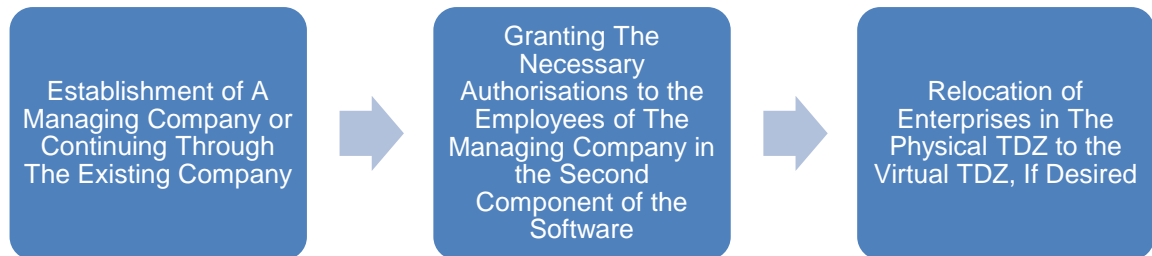 Establishment of A
Managing Company or
Continuing Through
The Existing Company
Granting The
Necessary
Authorisations to the
Employees of The
Managing Company in
the Second
Component of the
Software
Relocation of
Enterprises in The
Physical TDZ to the
Virtual TDZ, If Desired